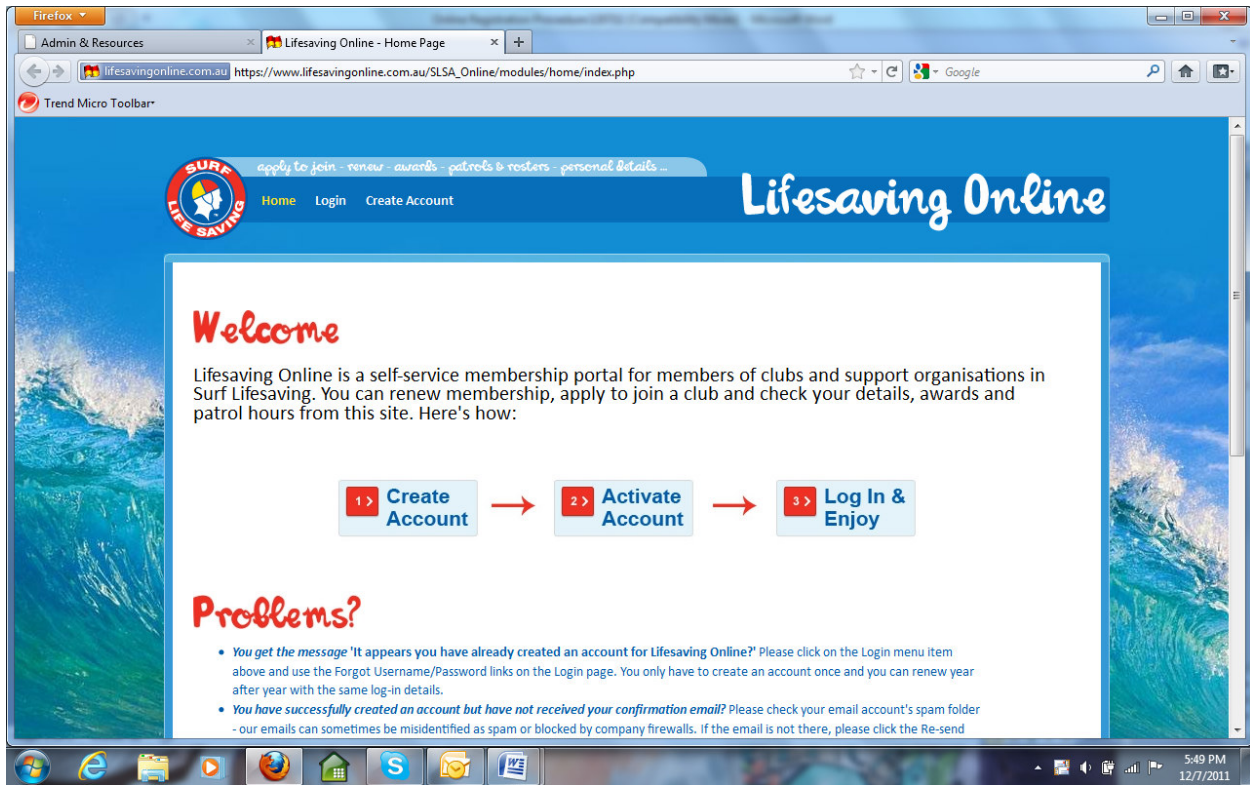 Firefox
Online Registration Procedure (2011) [Compatibility Mode] - Microsoft Word
Admin & Resources
Lifesaving Online - Home Page
lifesavingonline.com.au
https://www.lifesavingonline.com.au/SLSA_Online/modules/home/index.php
Google
Trend Micro Toolbar
SURF
LIFE SAVING
apply to join - renew - awards - patrols & rosters - personal details ...
Home Login Create Account
Lifesaving Online
Welcome
Lifesaving Online is a self-service membership portal for members of clubs and support organisations in
Surf Lifesaving. You can renew membership, apply to join a club and check your details, awards and
patrol hours from this site. Here's how:
1 > Create
Account
2 > Activate
Account
3 > Log In &
Enjoy
Problems?
• You get the message 'It appears you have already created an account for Lifesaving Online?' Please click on the Login menu item
above and use the Forgot Username/Password links on the Login page. You only have to create an account once and you can renew year
after year with the same log-in details.
• You have successfully created an account but have not received your confirmation email? Please check your email account's spam folder
- our emails can sometimes be misidentified as spam or blocked by company firewalls. If the email is not there, please click the Re-send
5:49 PM
12/7/2011